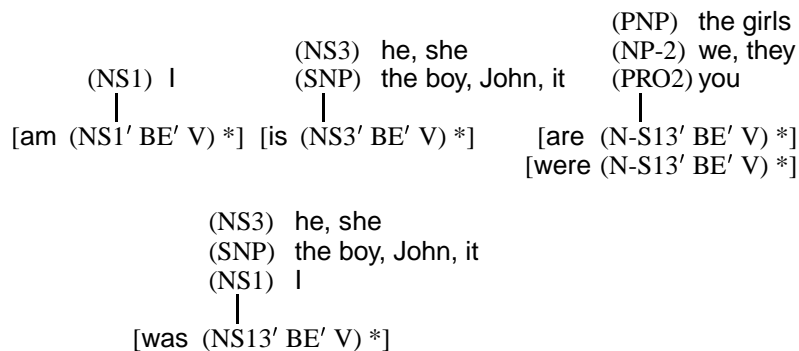 (PNP) the girls
(NS3) he, she (NP-2) we, they
(NS1) I (SNP) the boy, John, it (PRO2) you
[am (NS1′ BE′ V) *] [is (NS3′ BE′ V) *] [are (N-S13′ BE′ V) *]
[were (N-S13′ BE′ V) *]
(NS3) he, she
(SNP) the boy, John, it
(NS1) I
[was (NS13′ BE′ V) *]